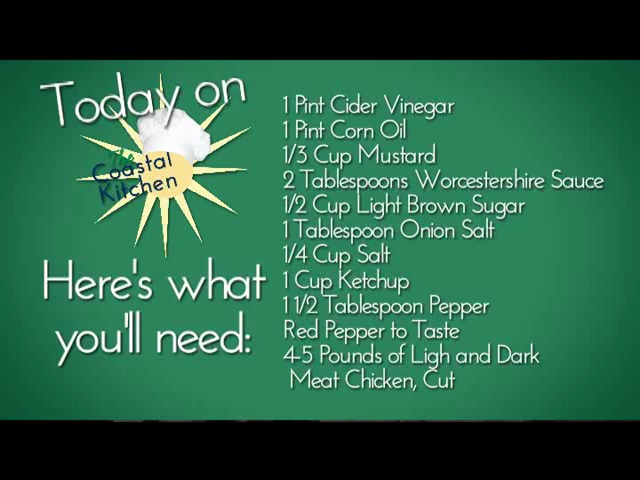 Today on
The
Coastal
Kitchen
Here's what
you'll need:
1 Pint Cider Vinegar
1 Pint Corn Oil
1/3 Cup Mustard
2 Tablespoons Worcestershire Sauce
1/2 Cup Light Brown Sugar
1 Tablespoon Onion Salt
1/4 Cup Salt
1 Cup Ketchup
1 1/2 Tablespoon Pepper
Red Pepper to Taste
4-5 Pounds of Ligh and Dark
Meat Chicken, Cut